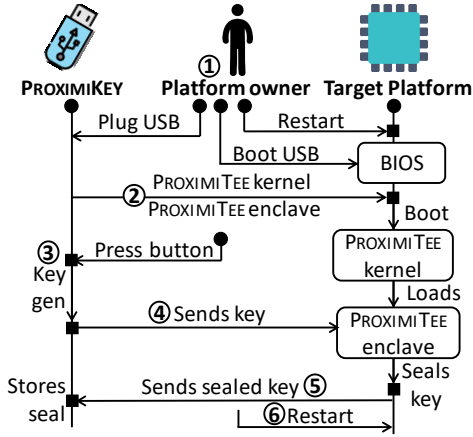 ①
PROXIMIKEY Platform owner Target Platform
Plug USB Restart
Boot USB BIOS
② PROXIMITEE kernel
PROXIMITEE enclave
Boot
③ Press button PROXIMITEE
Key kernel
gen
Loads
④ Sends key PROXIMITEE
enclave
Stores Sends sealed key ⑤ Seals
seal key
⑥ Restart